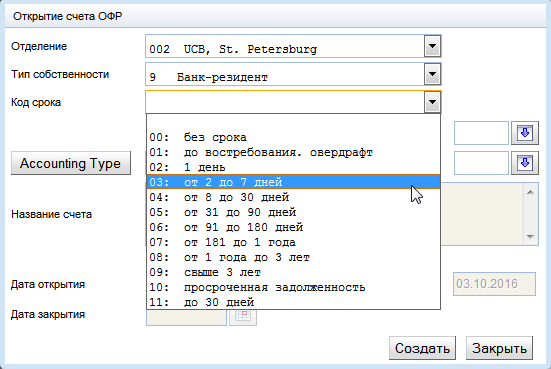 Открытие счета ОФР
Отделение 002 UCB, St. Petersburg
Тип собственности 9 Банк-резидент
Код срока
00: без срока
01: до востребования. овердрафт
02: 1 день
03: от 2 до 7 дней
04: от 8 до 30 дней
05: от 31 до 90 дней
06: от 91 до 180 дней
07: от 181 до 1 года
08: от 1 года до 3 лет
09: свыше 3 лет
10: просроченная задолженность
11: до 30 дней
Accounting Type
Название счета
Дата открытия 03.10.2016
Дата закрытия
Создать Закрыть